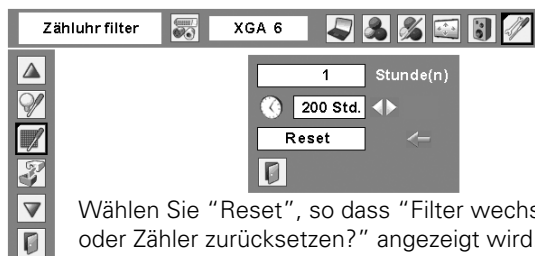 Zähluhr filter XGA 6
1 Stunde(n)
200 Std.
Reset
Wählen Sie "Reset", so dass "Filter wechs
oder Zähler zurücksetzen?" angezeigt wird